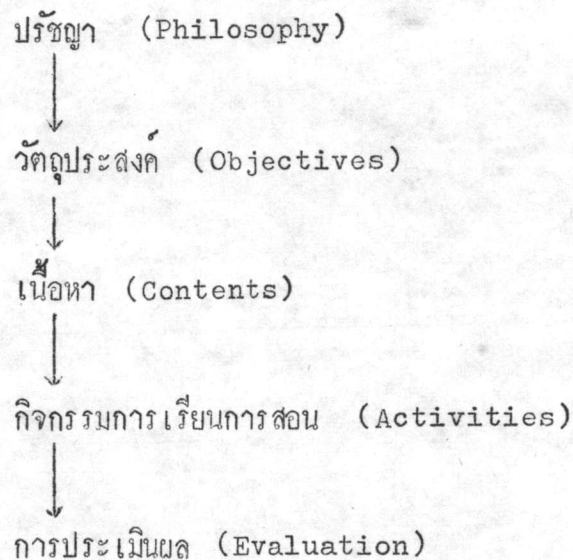 ปรัชญา (Philosophy)
วัตถุประสงค์ (Objectives)
เนื้อหา (Contents)
กิจกรรมการเรียนการสอน (Activities)
การประเมินผล (Evaluation)